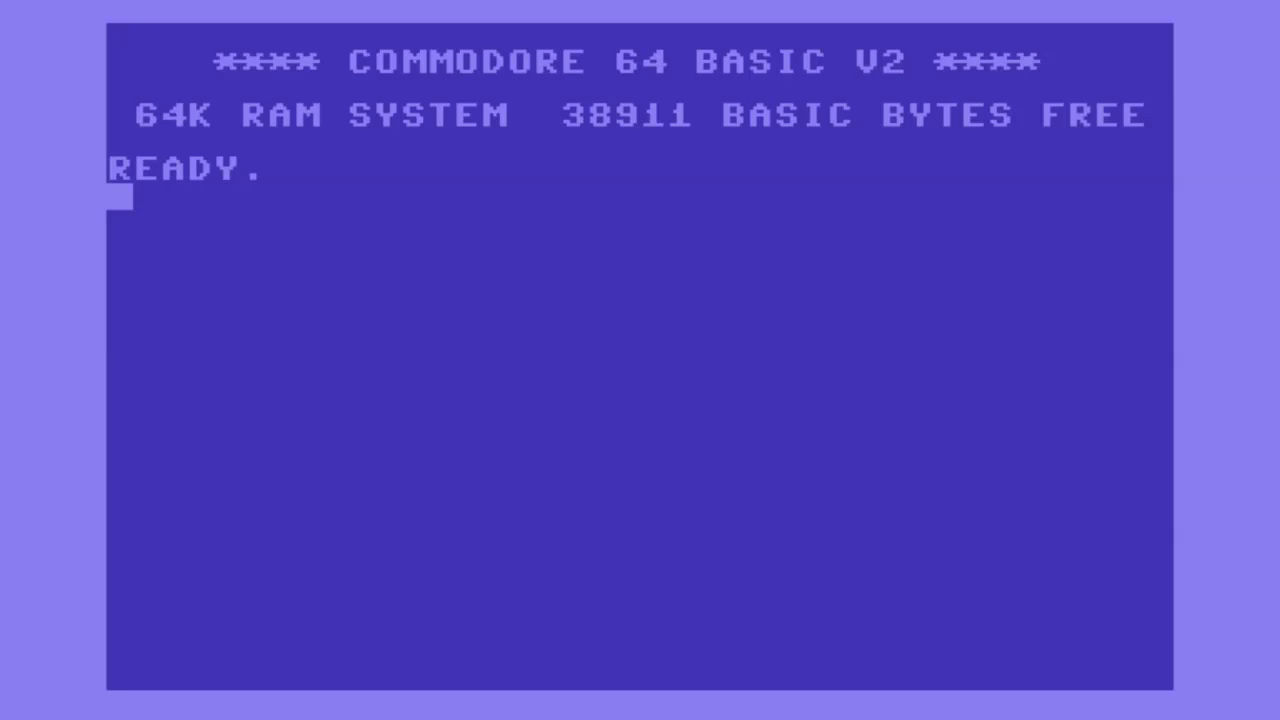 **** COMMODORE 64 BASIC V2 ****
64K RAM SYSTEM  38911 BASIC BYTES FREE
READY.